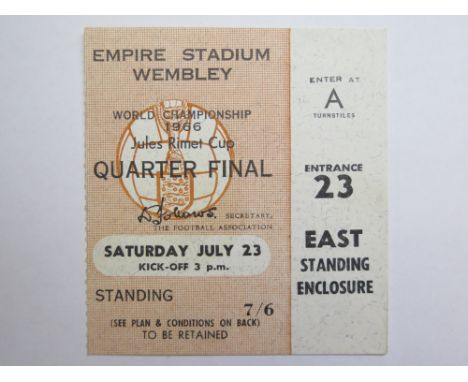 EMPIRE STADIUM
WEMBLEY
WORLD CHAMPIONSHIP
1966
Jules Rimet Cup
QUARTER FINAL
SECRETARY,
THE FOOTBALL ASSOCIATION
SATURDAY JULY 23
KICK-OFF 3 p.m.
STANDING
7/6
(SEE PLAN & CONDITIONS ON BACK)
TO BE RETAINED
ENTER AT
A
TURNSTILES
ENTRANCE
23
EAST
STANDING
ENCLOSURE